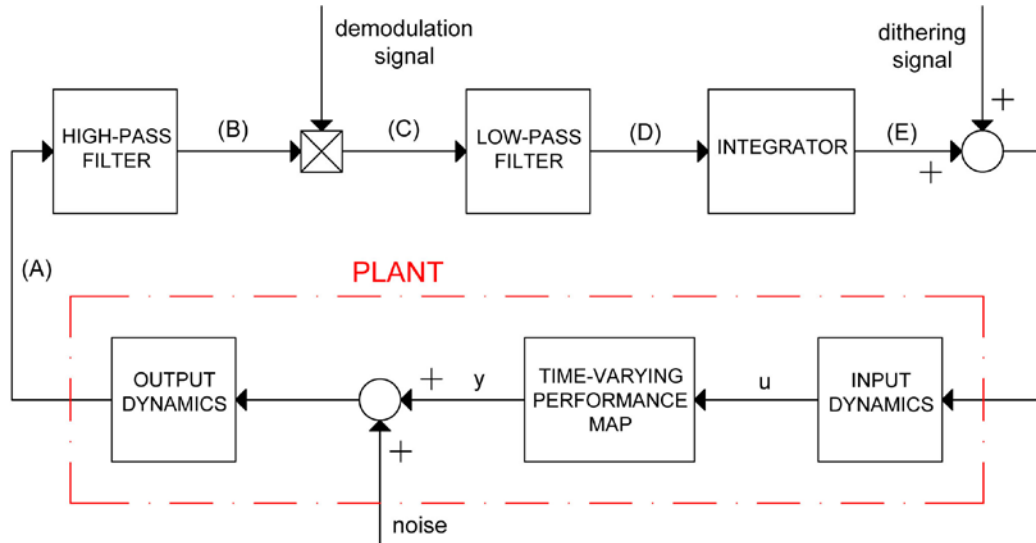 demodulation
signal
dithering
signal
+
HIGH-PASS
FILTER
(B)
(C)
LOW-PASS
FILTER
(D)
INTEGRATOR
(E)
+
(A)
PLANT
OUTPUT
DYNAMICS
+
y
TIME-VARYING
PERFORMANCE
MAP
u
INPUT
DYNAMICS
+
noise